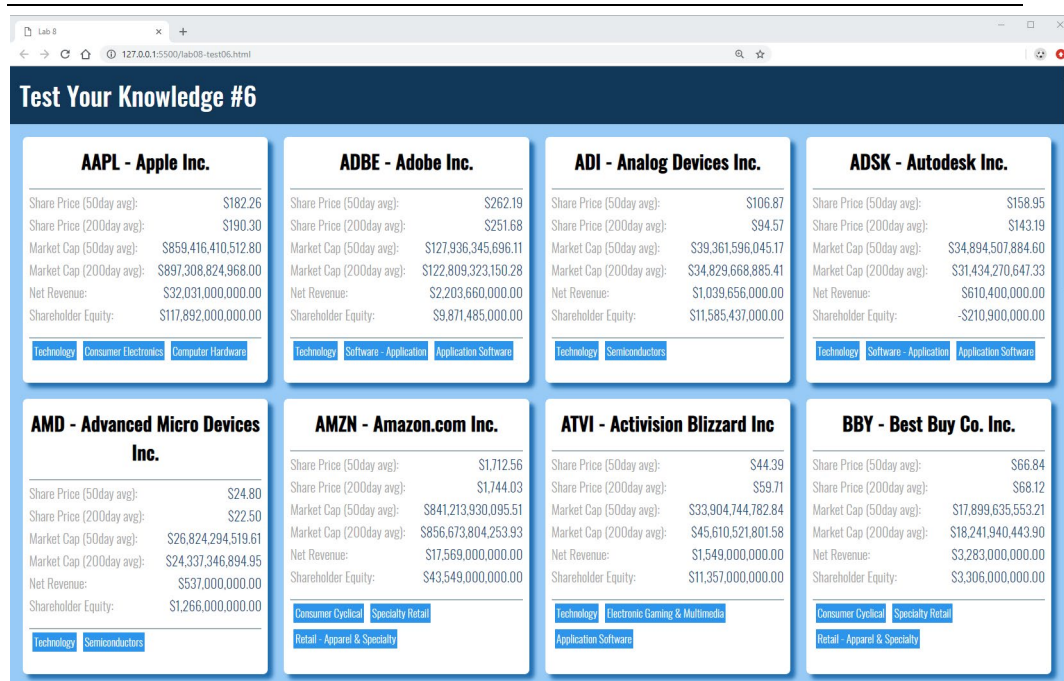 Lab 8
127.0.0.1:5500/lab08-test06.html
Test Your Knowledge #6
AAPL - Apple Inc.
Share Price (50day avg): $182.26
Share Price (200day avg): $190.30
Market Cap (50day avg): $859,416,410,512.80
Market Cap (200day avg): $897,308,824,968.00
Net Revenue: $32,031,000,000.00
Shareholder Equity: $117,892,000,000.00
Technology Consumer Electronics Computer Hardware
ADBE - Adobe Inc.
Share Price (50day avg): $262.19
Share Price (200day avg): $251.68
Market Cap (50day avg): $127,936,345,696.11
Market Cap (200day avg): $122,809,323,150.28
Net Revenue: $2,203,660,000.00
Shareholder Equity: $9,871,485,000.00
Technology Software - Application Application Software
ADI - Analog Devices Inc.
Share Price (50day avg): $106.87
Share Price (200day avg): $94.57
Market Cap (50day avg): $39,361,596,045.17
Market Cap (200day avg): $34,829,668,885.41
Net Revenue: $1,039,656,000.00
Shareholder Equity: $11,585,437,000.00
Technology Semiconductors
ADSK - Autodesk Inc.
Share Price (50day avg): $158.95
Share Price (200day avg): $143.19
Market Cap (50day avg): $34,894,507,884.60
Market Cap (200day avg): $31,434,270,647.33
Net Revenue: $610,400,000.00
Shareholder Equity: -$210,900,000.00
Technology Software - Application Application Software
AMD - Advanced Micro Devices
Inc.
Share Price (50day avg): $24.80
Share Price (200day avg): $22.50
Market Cap (50day avg): $26,824,294,519.61
Market Cap (200day avg): $24,337,346,894.95
Net Revenue: $537,000,000.00
Shareholder Equity: $1,266,000,000.00
Technology Semiconductors
AMZN - Amazon.com Inc.
Share Price (50day avg): $1,712.56
Share Price (200day avg): $1,744.03
Market Cap (50day avg): $841,213,930,095.51
Market Cap (200day avg): $856,673,804,253.93
Net Revenue: $17,569,000,000.00
Shareholder Equity: $43,549,000,000.00
Consumer Cyclical Specialty Retail
Retail - Apparel & Specialty
ATVI - Activision Blizzard Inc
Share Price (50day avg): $44.39
Share Price (200day avg): $59.71
Market Cap (50day avg): $33,904,744,782.84
Market Cap (200day avg): $45,610,521,801.58
Net Revenue: $1,549,000,000.00
Shareholder Equity: $11,357,000,000.00
Technology Electronic Gaming & Multimedia
Application Software
BBY - Best Buy Co. Inc.
Share Price (50day avg): $66.84
Share Price (200day avg): $68.12
Market Cap (50day avg): $17,899,635,553.21
Market Cap (200day avg): $18,241,940,443.90
Net Revenue: $3,283,000,000.00
Shareholder Equity: $3,306,000,000.00
Consumer Cyclical Specialty Retail
Retail - Apparel & Specialty